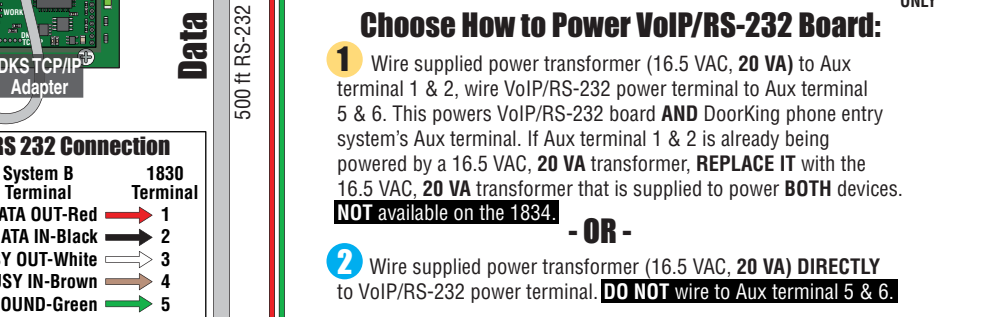 WORK
DKS TCP/IP
Adapter
Data
500 ft RS-232
RS 232 Connection
System B
Terminal
1830
Terminal
ATA OUT-Red 1
ATA IN-Black 2
Y OUT-White 3
USY IN-Brown 4
OUND-Green 5
ONLY
Choose How to Power VoIP/RS-232 Board:
1 Wire supplied power transformer (16.5 VAC, 20 VA) to Aux
terminal 1 & 2, wire VoIP/RS-232 power terminal to Aux terminal
5 & 6. This powers VoIP/RS-232 board AND DoorKing phone entry
system's Aux terminal. If Aux terminal 1 & 2 is already being
powered by a 16.5 VAC, 20 VA transformer, REPLACE IT with the
16.5 VAC, 20 VA transformer that is supplied to power BOTH devices.
NOT available on the 1834.
- OR -
2 Wire supplied power transformer (16.5 VAC, 20 VA) DIRECTLY
to VoIP/RS-232 power terminal. DO NOT wire to Aux terminal 5 & 6.